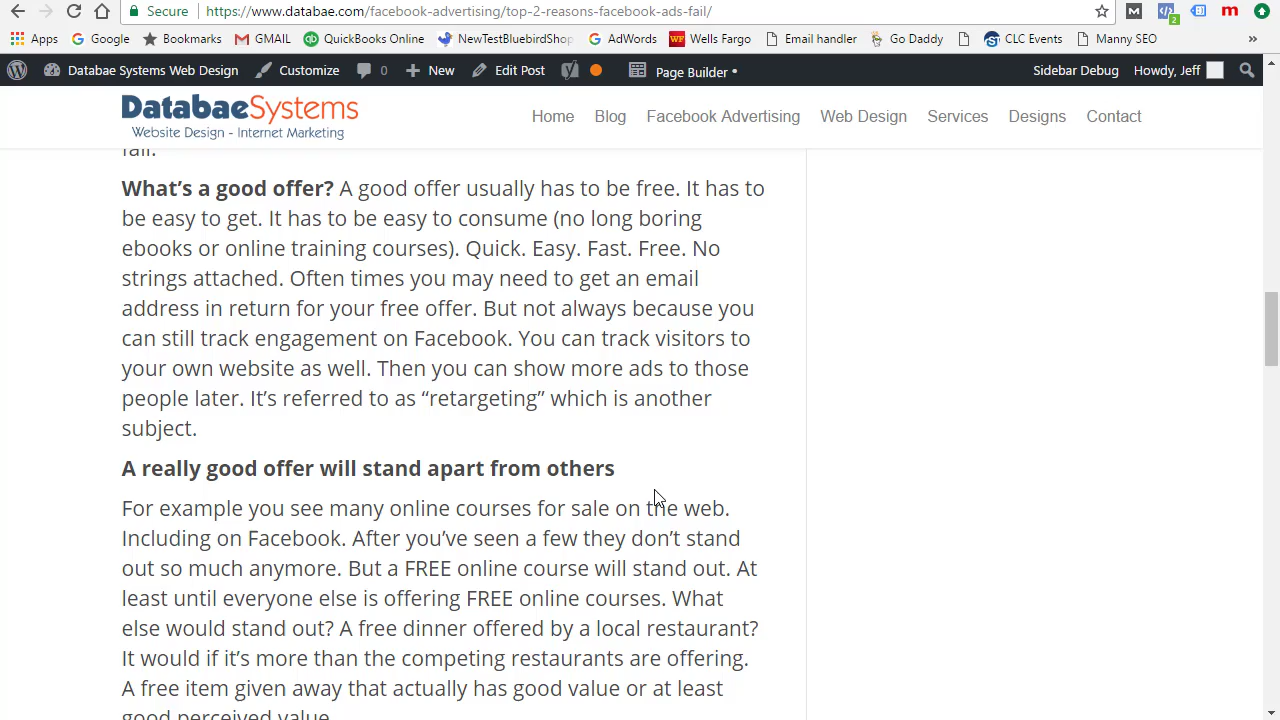 Secure https://www.databae.com/facebook-advertising/top-2-reasons-facebook-ads-fail/
Apps Google Bookmarks GMAIL QuickBooks Online NewTestBluebirdShop AdWords Wells Fargo Email handler Go Daddy CLC Events Manny SEO »
Databae Systems Web Design Customize 0 New Edit Post Page Builder Sidebar Debug Howdy, Jeff
DatabaeSystems
Website Design - Internet Marketing
Home Blog Facebook Advertising Web Design Services Designs Contact
fail.
What’s a good offer? A good offer usually has to be free. It has to
be easy to get. It has to be easy to consume (no long boring
ebooks or online training courses). Quick. Easy. Fast. Free. No
strings attached. Often times you may need to get an email
address in return for your free offer. But not always because you
can still track engagement on Facebook. You can track visitors to
your own website as well. Then you can show more ads to those
people later. It’s referred to as “retargeting” which is another
subject.
A really good offer will stand apart from others
For example you see many online courses for sale on the web.
Including on Facebook. After you’ve seen a few they don’t stand
out so much anymore. But a FREE online course will stand out. At
least until everyone else is offering FREE online courses. What
else would stand out? A free dinner offered by a local restaurant?
It would if it’s more than the competing restaurants are offering.
A free item given away that actually has good value or at least
good perceived value.